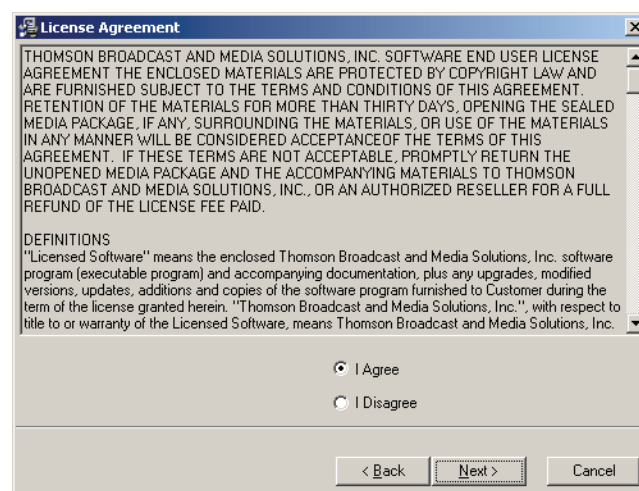 License Agreement
THOMSON BROADCAST AND MEDIA SOLUTIONS, INC. SOFTWARE END USER LICENSE
AGREEMENT THE ENCLOSED MATERIALS ARE PROTECTED BY COPYRIGHT LAW AND
ARE FURNISHED SUBJECT TO THE TERMS AND CONDITIONS OF THIS AGREEMENT.
RETENTION OF THE MATERIALS FOR MORE THAN THIRTY DAYS, OPENING THE SEALED
MEDIA PACKAGE, IF ANY, SURROUNDING THE MATERIALS, OR USE OF THE MATERIALS
IN ANY MANNER WILL BE CONSIDERED ACCEPTANCEOF THE TERMS OF THIS
AGREEMENT.  IF THESE TERMS ARE NOT ACCEPTABLE, PROMPTLY RETURN THE
UNOPENED MEDIA PACKAGE AND THE ACCOMPANYING MATERIALS TO THOMSON
BROADCAST AND MEDIA SOLUTIONS, INC., OR AN AUTHORIZED RESELLER FOR A FULL
REFUND OF THE LICENSE FEE PAID.
DEFINITIONS
"Licensed Software" means the enclosed Thomson Broadcast and Media Solutions, Inc. software
program (executable program) and accompanying documentation, plus any upgrades, modified
versions, updates, additions and copies of the software program furnished to Customer during the
term of the license granted herein. "Thomson Broadcast and Media Solutions, Inc.", with respect to
title to or warranty of the Licensed Software, means Thomson Broadcast and Media Solutions, Inc.
I Agree
I Disagree
< Back
Next >
Cancel